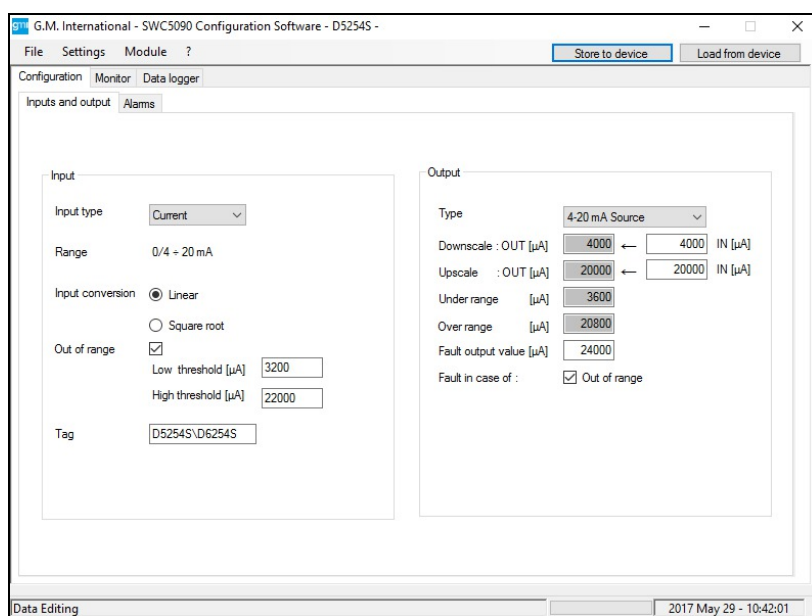 gmi G.M. International - SWC5090 Configuration Software - D5254S -
File Settings Module ? Store to device Load from device
Configuration Monitor Data logger
Inputs and output Alarms
Input
Input type Current
Range 0/4 ÷ 20 mA
Input conversion Linear
Square root
Out of range
Low threshold [µA] 3200
High threshold [µA] 22000
Tag D5254S\D6254S
Output
Type 4-20 mA Source
Downscale : OUT [µA] 4000 ← 4000 IN [µA]
Upscale : OUT [µA] 20000 ← 20000 IN [µA]
Under range [µA] 3600
Over range [µA] 20800
Fault output value [µA] 24000
Fault in case of : Out of range
Data Editing 2017 May 29 - 10:42:01